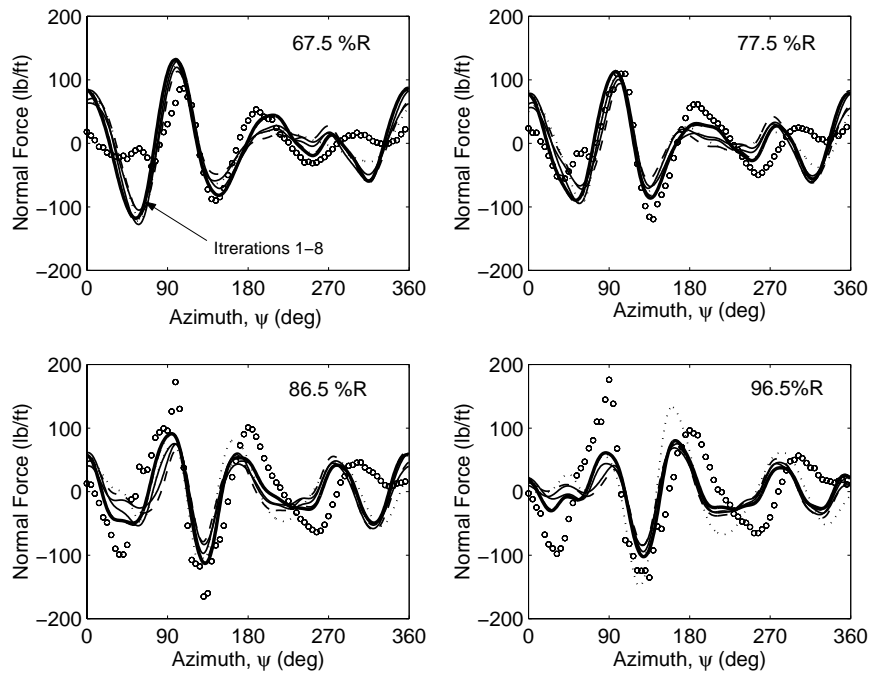 67.5 %R
Normal Force (lb/ft)
200
100
0
−100
−200
Itrerations 1−8
0 90 180 270 360
Azimuth, ψ (deg)
77.5 %R
Normal Force (lb/ft)
200
100
0
−100
−200
0 90 180 270 360
Azimuth, ψ (deg)
86.5 %R
Normal Force (lb/ft)
200
100
0
−100
−200
0 90 180 270 360
Azimuth, ψ (deg)
96.5%R
Normal Force (lb/ft)
200
100
0
−100
−200
0 90 180 270 360
Azimuth, ψ (deg)